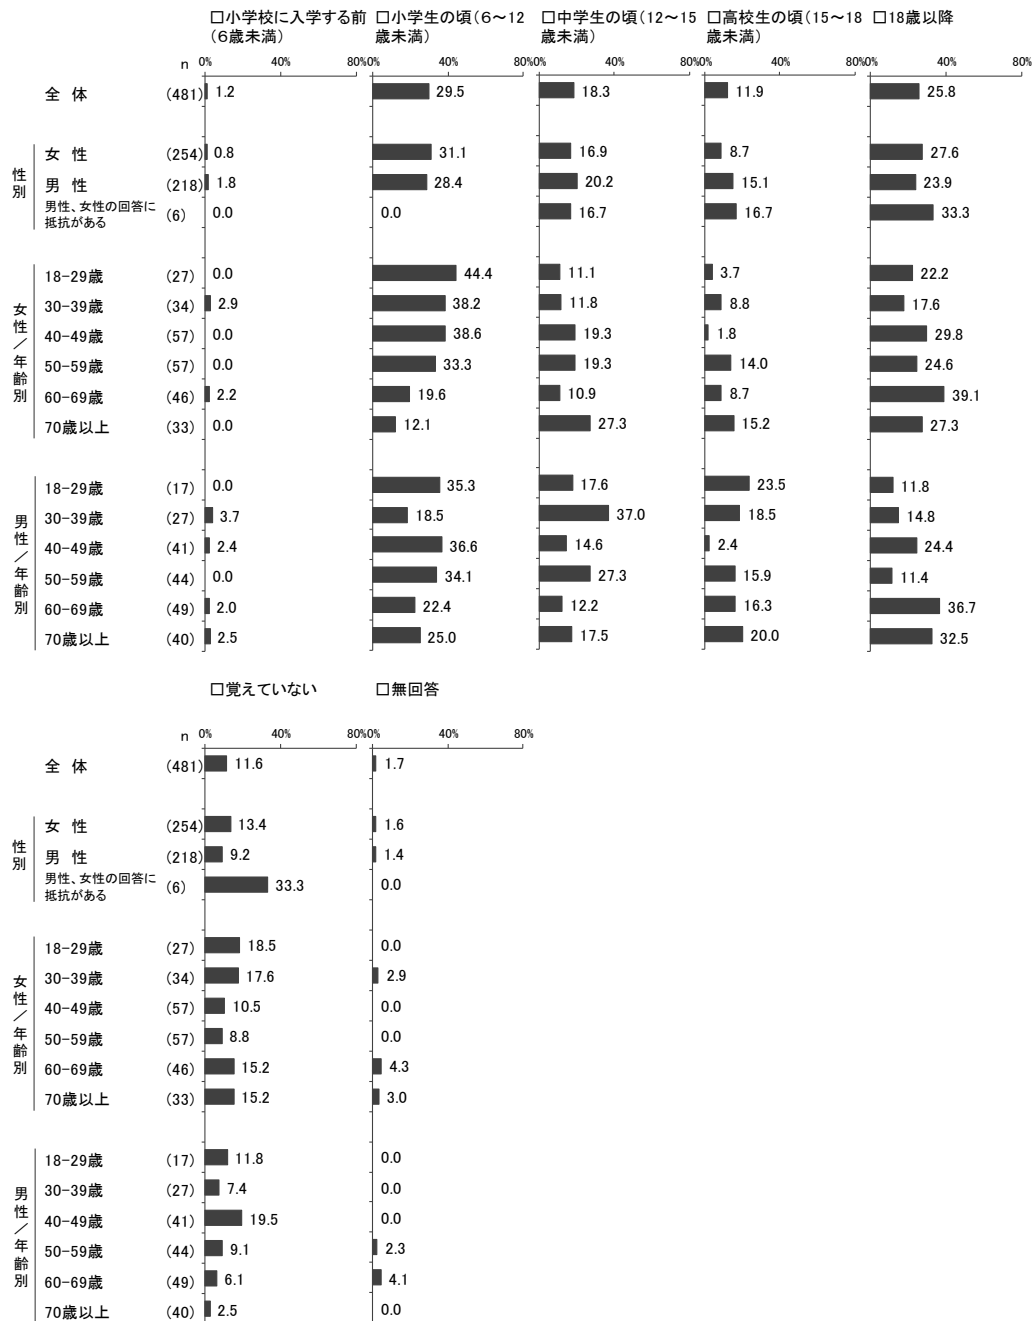 □小学校に入学する前 □小学生の頃（6～12 □中学生の頃（12～15 □高校生の頃（15～18 □18歳以降
（6歳未満） 歳未満） 歳未満） 歳未満）
n 0% 40% 80% 0% 40% 80% 0% 40% 80% 0% 40% 80% 0% 40% 80%
全 体 (481) 1.2 29.5 18.3 11.9 25.8
性別
女 性 (254) 0.8 31.1 16.9 8.7 27.6
男 性 (218) 1.8 28.4 20.2 15.1 23.9
男性、女性の回答に
抵抗がある (6) 0.0 0.0 16.7 16.7 33.3
女性／年齢別
18-29歳 (27) 0.0 44.4 11.1 3.7 22.2
30-39歳 (34) 2.9 38.2 11.8 8.8 17.6
40-49歳 (57) 0.0 38.6 19.3 1.8 29.8
50-59歳 (57) 0.0 33.3 19.3 14.0 24.6
60-69歳 (46) 2.2 19.6 10.9 8.7 39.1
70歳以上 (33) 0.0 12.1 27.3 15.2 27.3
男性／年齢別
18-29歳 (17) 0.0 35.3 17.6 23.5 11.8
30-39歳 (27) 3.7 18.5 37.0 18.5 14.8
40-49歳 (41) 2.4 36.6 14.6 2.4 24.4
50-59歳 (44) 0.0 34.1 27.3 15.9 11.4
60-69歳 (49) 2.0 22.4 12.2 16.3 36.7
70歳以上 (40) 2.5 25.0 17.5 20.0 32.5
□覚えていない □無回答
n 0% 40% 80% 0% 40% 80%
全 体 (481) 11.6 1.7
性別
女 性 (254) 13.4 1.6
男 性 (218) 9.2 1.4
男性、女性の回答に
抵抗がある (6) 33.3 0.0
女性／年齢別
18-29歳 (27) 18.5 0.0
30-39歳 (34) 17.6 2.9
40-49歳 (57) 10.5 0.0
50-59歳 (57) 8.8 0.0
60-69歳 (46) 15.2 4.3
70歳以上 (33) 15.2 3.0
男性／年齢別
18-29歳 (17) 11.8 0.0
30-39歳 (27) 7.4 0.0
40-49歳 (41) 19.5 0.0
50-59歳 (44) 9.1 2.3
60-69歳 (49) 6.1 4.1
70歳以上 (40) 2.5 0.0